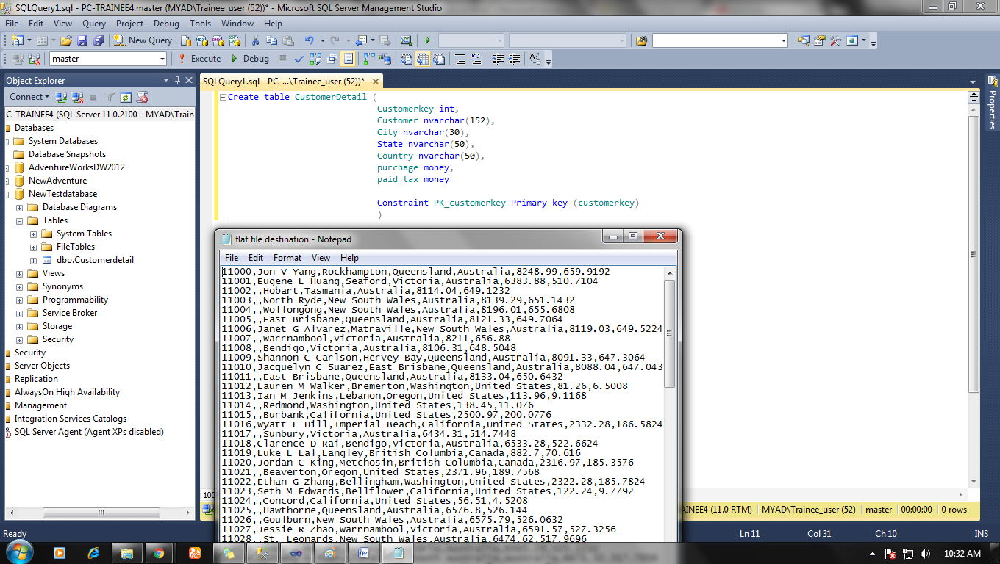 SQLQuery1.sql - PC-TRAINEE4.master (MYAD\Trainee_user (52))* - Microsoft SQL Server Management Studio
File Edit View Query Project Debug Tools Window Help
New Query
master Execute Debug
Object Explorer
Connect
C-TRAINEE4 (SQL Server 11.0.2100 - MYAD\Train
Databases
System Databases
Database Snapshots
AdventureWorksDW2012
NewAdventure
NewTestdatabase
Database Diagrams
Tables
System Tables
FileTables
dbo.Customerdetail
Views
Synonyms
Programmability
Service Broker
Storage
Security
Security
Server Objects
Replication
AlwaysOn High Availability
Management
Integration Services Catalogs
SQL Server Agent (Agent XPs disabled)
SQLQuery1.sql - PC-...\Trainee_user (52))*
Create table CustomerDetail (
Customerkey int,
Customer nvarchar(152),
City nvarchar(30),
State nvarchar(50),
Country nvarchar(50),
purchage money,
paid_tax money
Constraint PK_customerkey Primary key (customerkey)
)
Properties
flat file destination - Notepad
File Edit Format View Help
11000,Jon V Yang,Rockhampton,Queensland,Australia,8248.99,659.9192
11001,Eugene L Huang,Seaford,Victoria,Australia,6383.88,510.7104
11002,,Hobart,Tasmania,Australia,8114.04,649.1232
11003,,North Ryde,New South Wales,Australia,8139.29,651.1432
11004,,Wollongong,New South Wales,Australia,8196.01,655.6808
11005,,East Brisbane,Queensland,Australia,8121.33,649.7064
11006,Janet G Alvarez,Matraville,New South Wales,Australia,8119.03,649.5224
11007,,Warrnambool,Victoria,Australia,8211,656.88
11008,,Bendigo,Victoria,Australia,8106.31,648.5048
11009,Shannon C Carlson,Hervey Bay,Queensland,Australia,8091.33,647.3064
11010,Jacquelyn C Suarez,East Brisbane,Queensland,Australia,8088.04,647.043
11011,,East Brisbane,Queensland,Australia,8133.04,650.6432
11012,Lauren M Walker,Bremerton,Washington,United States,81.26,6.5008
11013,Ian M Jenkins,Lebanon,Oregon,United States,113.96,9.1168
11014,,Redmond,Washington,United States,138.45,11.076
11015,,Burbank,California,United States,2500.97,200.0776
11016,Wyatt L Hill,Imperial Beach,California,United States,2332.28,186.5824
11017,,Sunbury,Victoria,Australia,6434.31,514.7448
11018,Clarence D Rai,Bendigo,Victoria,Australia,6533.28,522.6624
11019,Luke L Lal,Langley,British Columbia,Canada,882.7,70.616
11020,Jordan C King,Metchosin,British Columbia,Canada,2316.97,185.3576
11021,,Beaverton,Oregon,United States,2371.96,189.7568
11022,Ethan G Zhang,Bellingham,Washington,United States,2322.28,185.7824
11023,Seth M Edwards,Bellflower,California,United States,122.24,9.7792
11024,,Concord,California,United States,56.51,4.5208
11025,,Hawthorne,Queensland,Australia,6576.8,526.144
11026,,Goulburn,New South Wales,Australia,6575.79,526.0632
11027,Jessie R Zhao,Warrnambool,Victoria,Australia,6591.57,527.3256
11028,,St. Leonards,New South Wales,Australia,6474.62,517.9696
100
AINEE4 (11.0 RTM) MYAD\Trainee_user (52) master 00:00:00 0 rows
Ready Ln 11 Col 31 Ch 10 INS
10:32 AM